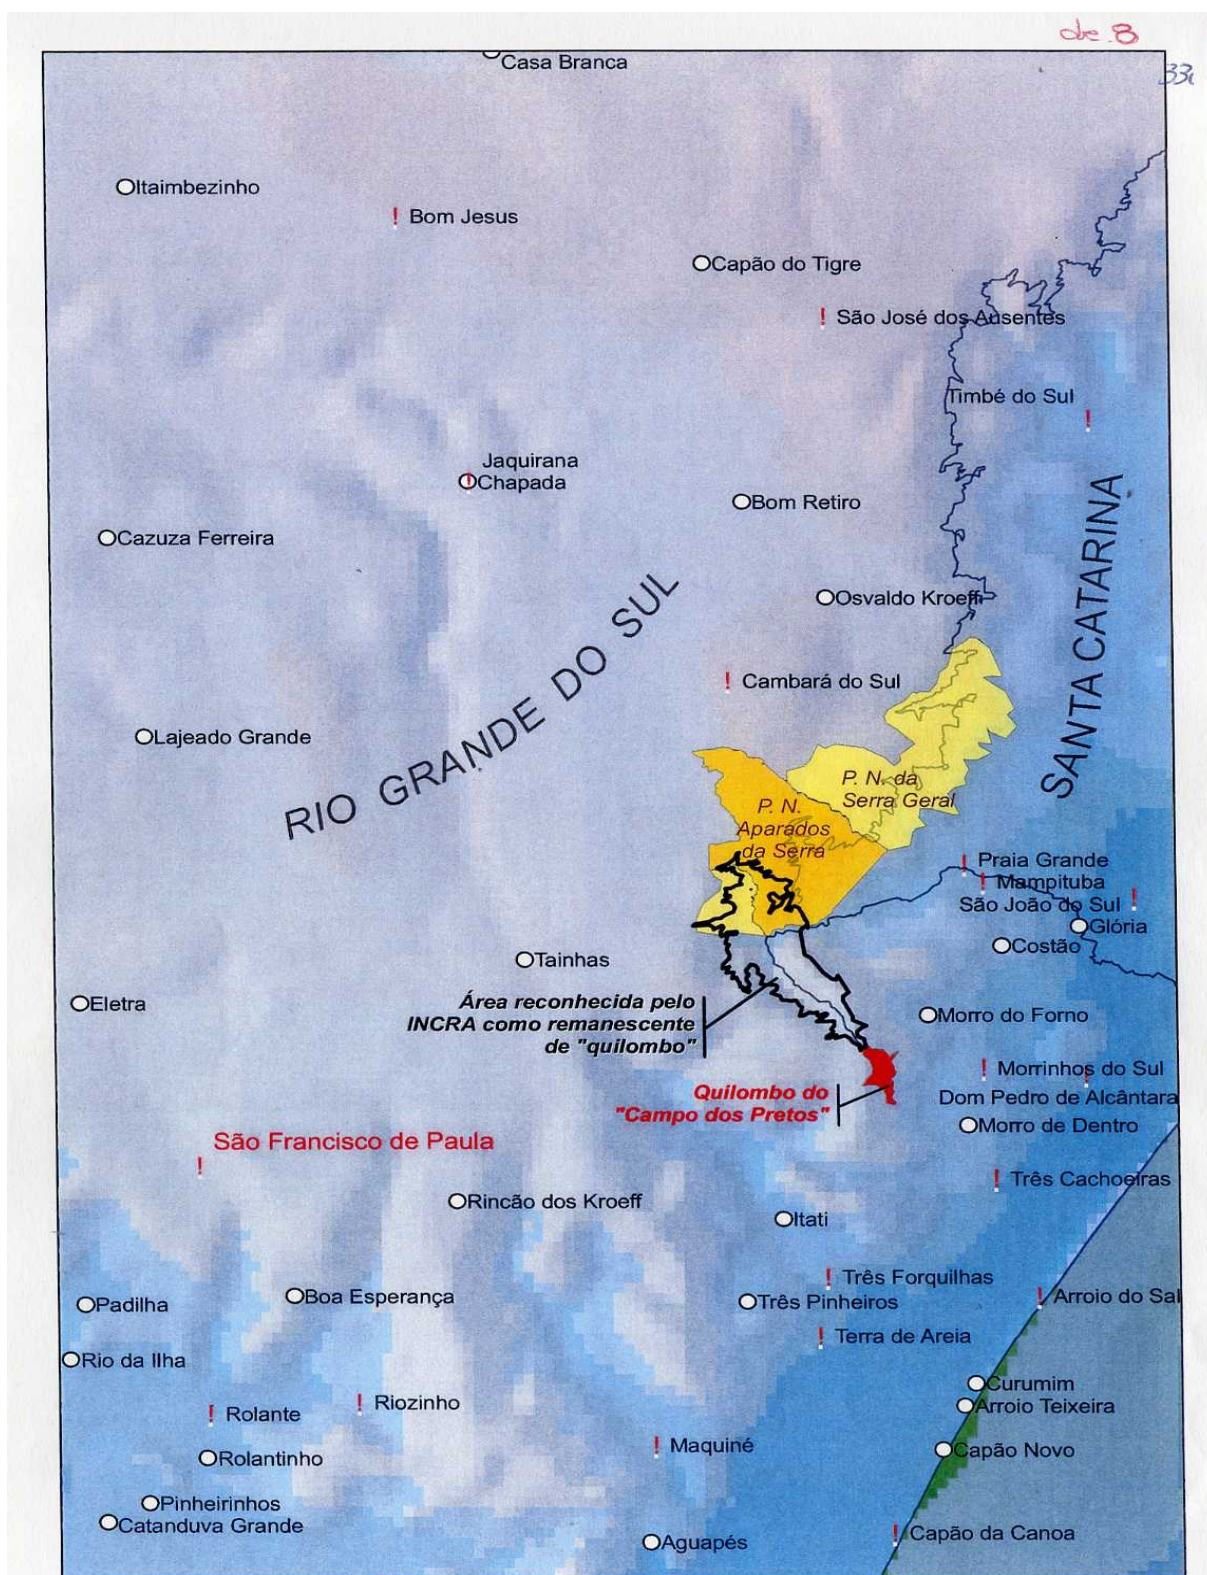 obe. 8
33
Casa Branca
Itaimbezinho
Bom Jesus
Capão do Tigre
São José dos Ausentes
Timbé do Sul
Jaquirana
Chapada
Bom Retiro
Cazuza Ferreira
SANTA CATARINA
Osvaldo Kroeff
RIO GRANDE DO SUL
Cambará do Sul
Lajeado Grande
P. N. da
Serra Geral
P. N.
Aparados
da Serra
Praia Grande
Mampituba
São João do Sul
Glória
Costão
Tainhas
Eletra
Área reconhecida pelo
INCRA como remanescente
de "quilombo"
Morro do Forno
Morrinhos do Sul
Quilombo do
"Campo dos Pretos"
Dom Pedro de Alcântara
Morro de Dentro
São Francisco de Paula
Três Cachoeiras
Rincão dos Kroeff
Itati
Três Forquilhas
Boa Esperança
Padilha
Três Pinheiros
Arroio do Sal
Terra de Areia
Rio da Ilha
Curumim
Riozinho
Arroio Teixeira
Rolante
Maquiné
Capão Novo
Rolantinho
Pinheirinhos
Catanduva Grande
Capão da Canoa
Aguapés